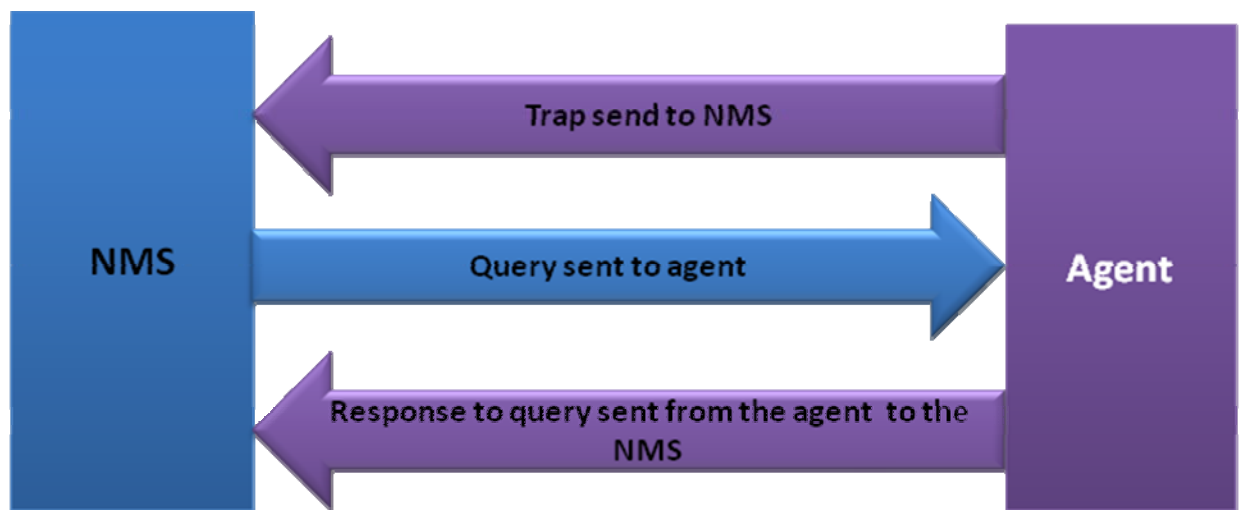 Trap send to NMS
NMS
Query sent to agent
Agent
Response to query sent from the agent  to the
NMS